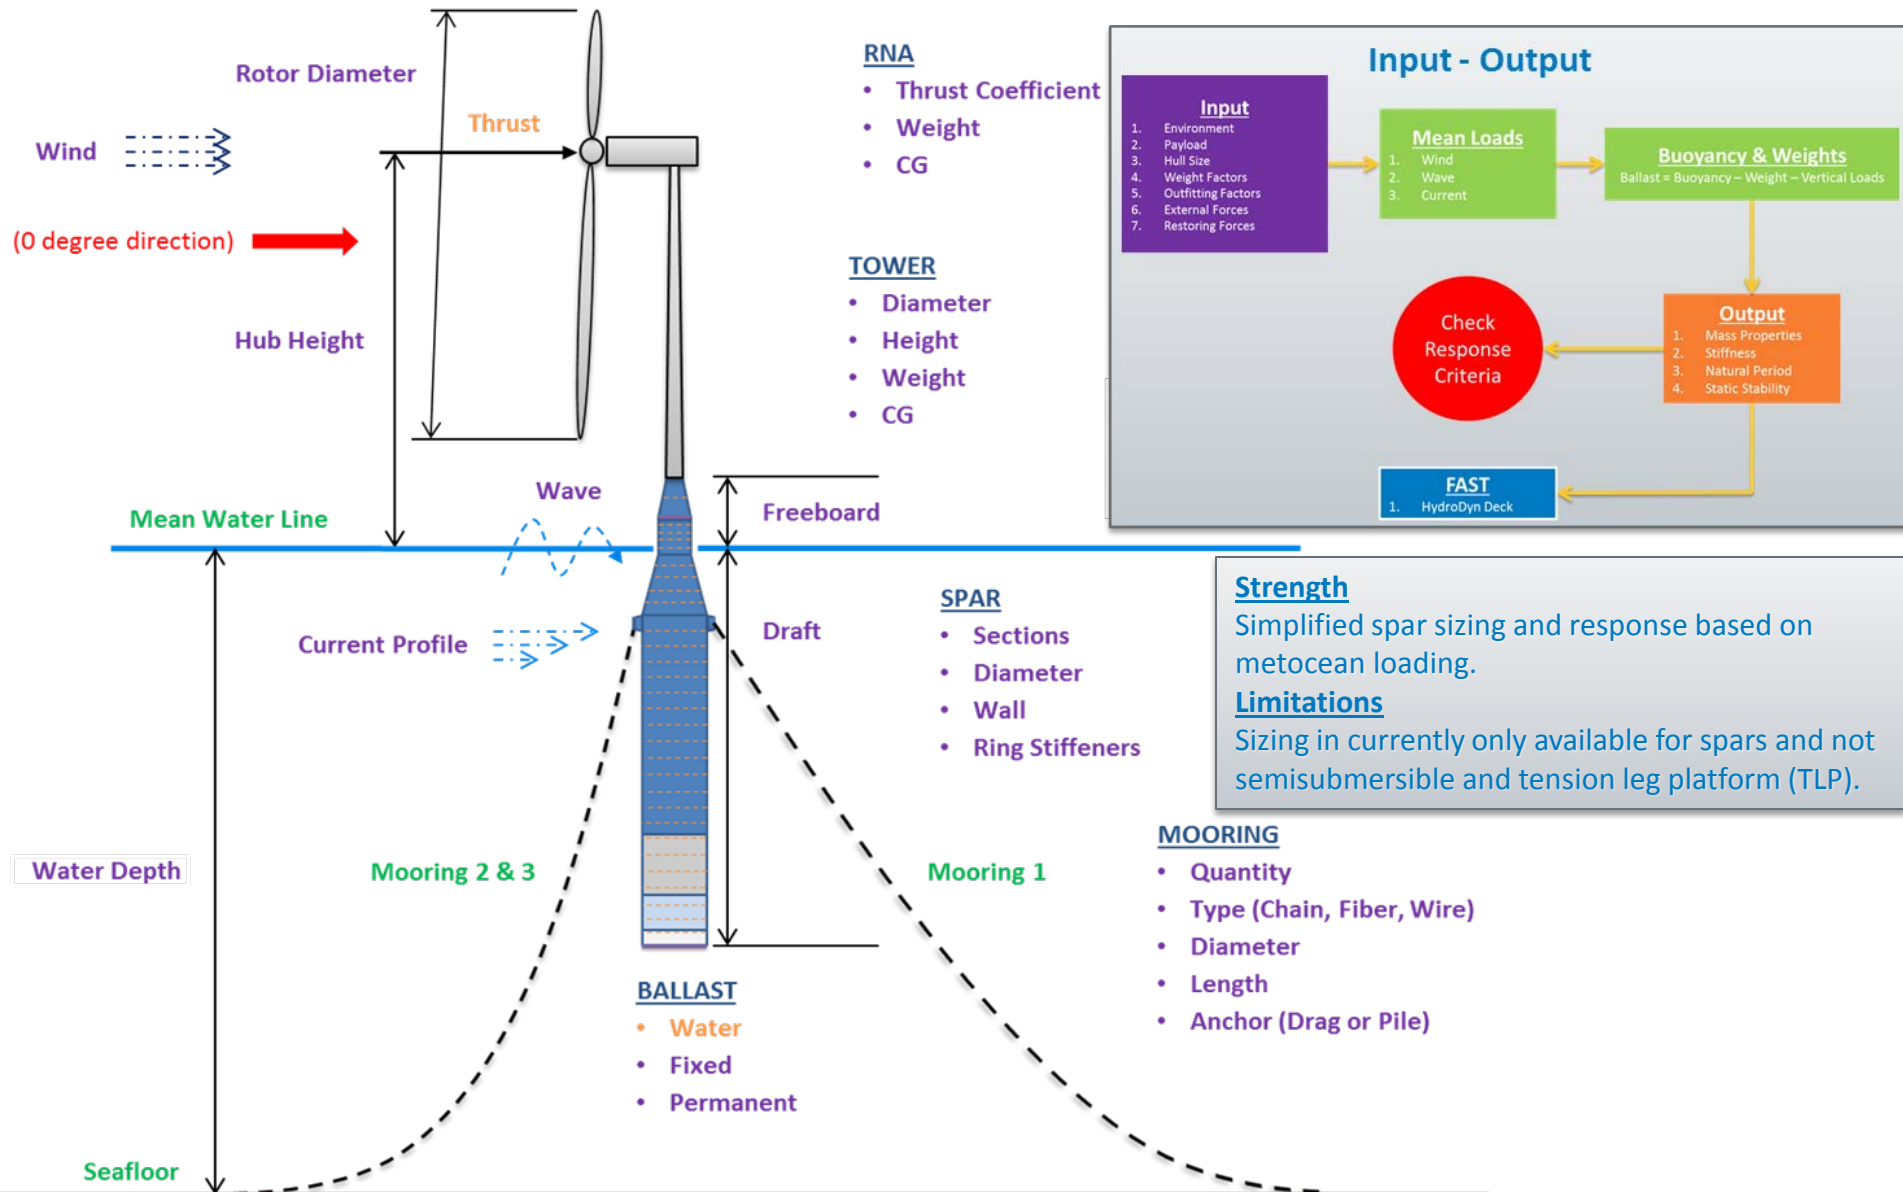 Rotor Diameter
Wind
Thrust
(0 degree direction)
Hub Height
Wave
Mean Water Line
Freeboard
Current Profile
Draft
Water Depth
Mooring 2 & 3
Mooring 1
Seafloor
RNA
• Thrust Coefficient
• Weight
• CG
TOWER
• Diameter
• Height
• Weight
• CG
SPAR
• Sections
• Diameter
• Wall
• Ring Stiffeners
BALLAST
• Water
• Fixed
• Permanent
MOORING
• Quantity
• Type (Chain, Fiber, Wire)
• Diameter
• Length
• Anchor (Drag or Pile)
Input - Output
Input
1. Environment
2. Payload
3. Hull Size
4. Weight Factors
5. Outfitting Factors
6. External Forces
7. Restoring Forces
Mean Loads
1. Wind
2. Wave
3. Current
Buoyancy & Weights
Ballast = Buoyancy – Weight – Vertical Loads
Output
1. Mass Properties
2. Stiffness
3. Natural Period
4. Static Stability
Check
Response
Criteria
FAST
1. HydroDyn Deck
Strength
Simplified spar sizing and response based on
metocean loading.
Limitations
Sizing in currently only available for spars and not
semisubmersible and tension leg platform (TLP).